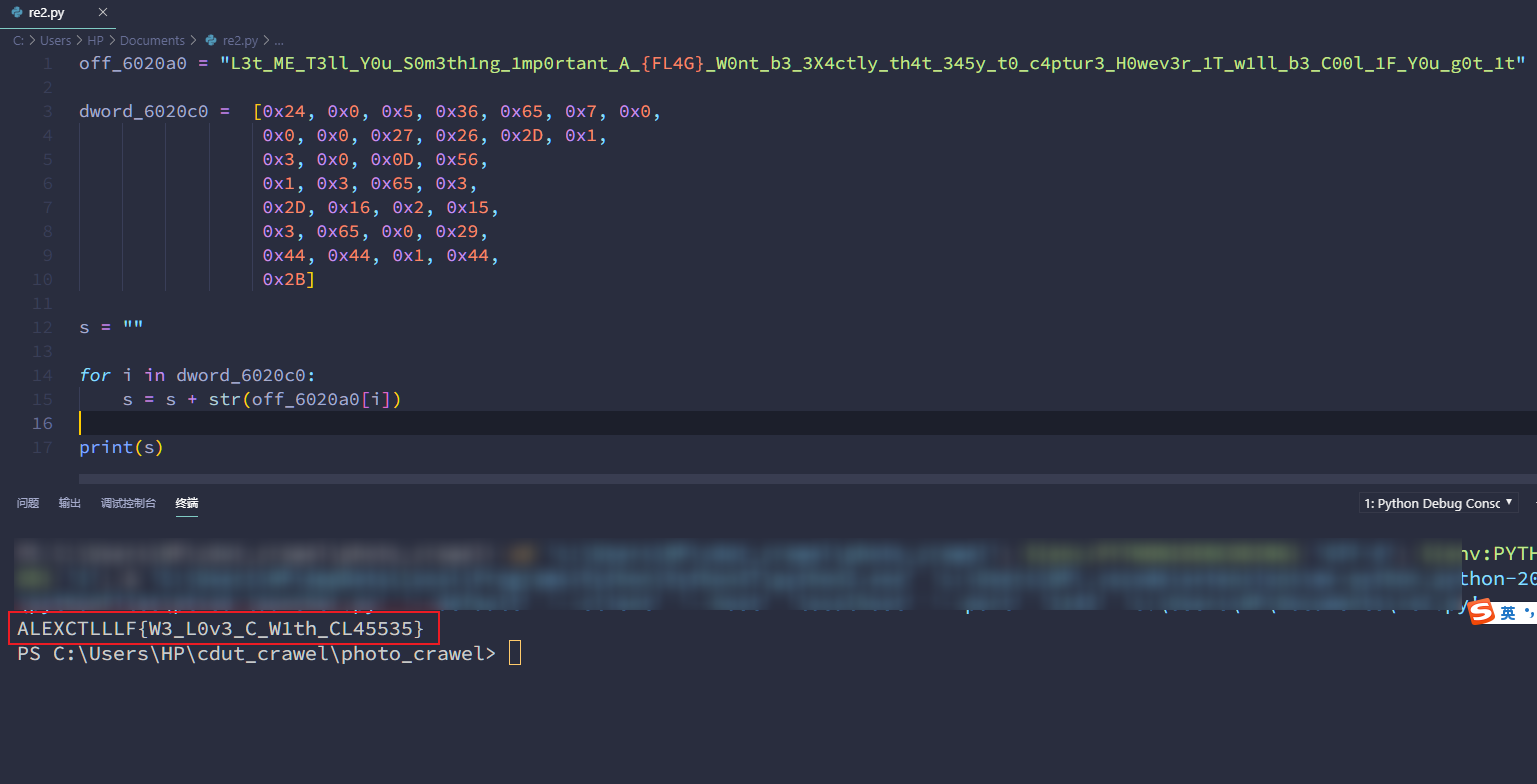 re2.py ×
C: > Users > HP > Documents > re2.py > ...
1 off_6020a0 = "L3t_ME_T3ll_Y0u_S0m3th1ng_1mp0rtant_A_{FL4G}_W0nt_b3_3X4ctly_th4t_345y_t0_c4ptur3_H0wev3r_1T_w1ll_b3_C00l_1F_Y0u_g0t_1t"
2
3 dword_6020c0 = [0x24, 0x0, 0x5, 0x36, 0x65, 0x7, 0x0,
4 0x0, 0x0, 0x27, 0x26, 0x2D, 0x1,
5 0x3, 0x0, 0x0D, 0x56,
6 0x1, 0x3, 0x65, 0x3,
7 0x2D, 0x16, 0x2, 0x15,
8 0x3, 0x65, 0x0, 0x29,
9 0x44, 0x44, 0x1, 0x44,
10 0x2B]
11
12 s = ""
13
14 for i in dword_6020c0:
15 s = s + str(off_6020a0[i])
16
17 print(s)
问题 输出 调试控制台 终端 1: Python Debug Consc
nv:PYTH
thon-20
ALEXCTLLLF{W3_L0v3_C_W1th_CL45535}
PS C:\Users\HP\cdut_crawel\photo_crawel>
S 英